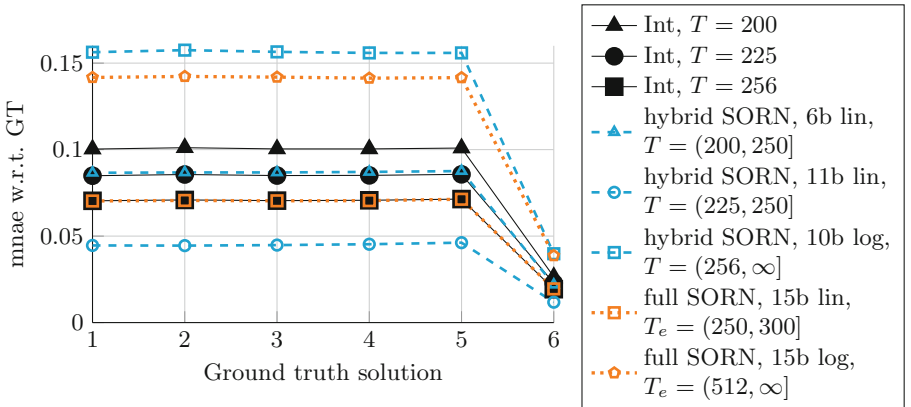 mnae w.r.t. GT
0.15
0.1
0.05
0
1 2 3 4 5 6
Ground truth solution
Int, T = 200
Int, T = 225
Int, T = 256
hybrid SORN, 6b lin,
T = (200, 250]
hybrid SORN, 11b lin,
T = (225, 250]
hybrid SORN, 10b log,
T = (256, ∞]
full SORN, 15b lin,
Tₑ = (250, 300]
full SORN, 15b log,
Tₑ = (512, ∞]